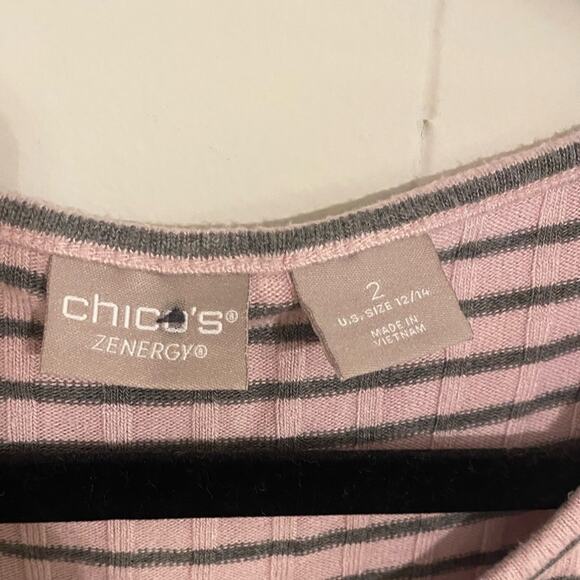 chico's®
ZENERGY®
2
U.S. SIZE 12/14
MADE IN
VIETNAM